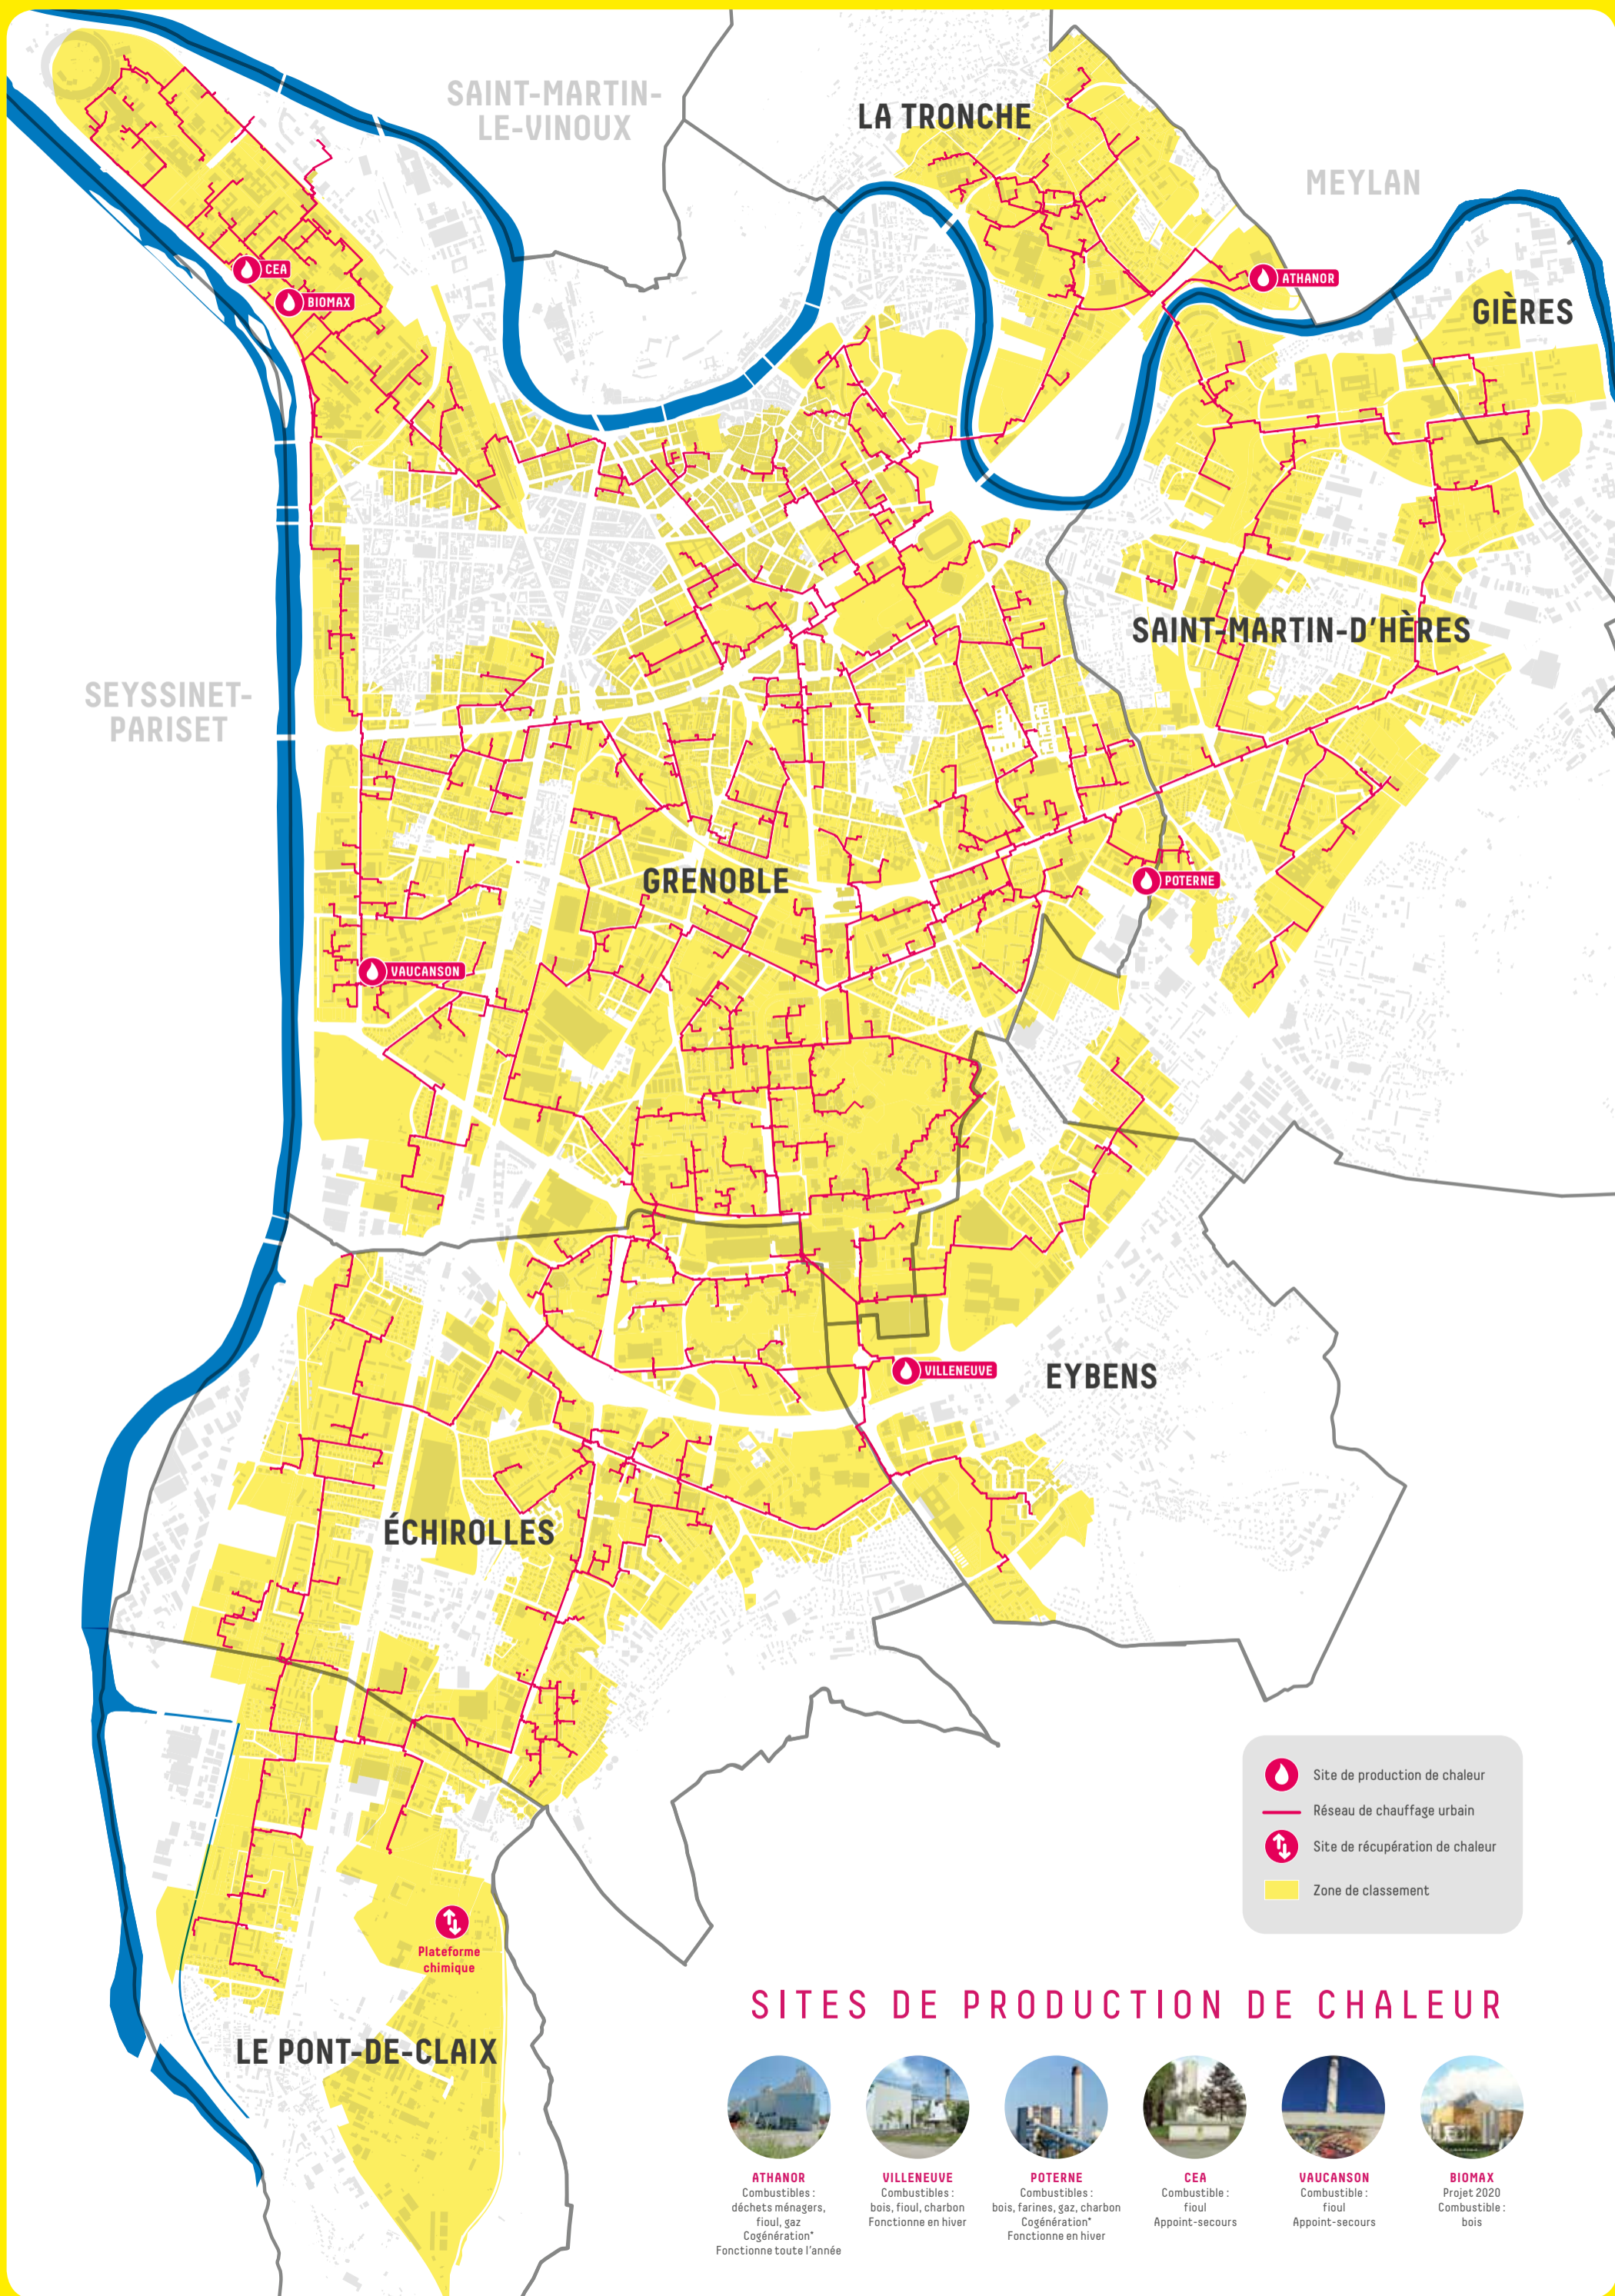 SAINT-MARTIN-
LE-VINOUX
LA TRONCHE
MEYLAN
CEA
BIOMAX
ATHANOR
GIÈRES
SAINT-MARTIN-D'HÈRES
SEYSSINET-
PARISET
GRENOBLE
POTERNE
VAUCANSON
VILLENEUVE
EYBENS
ÉCHIROLLES
Site de production de chaleur
Réseau de chauffage urbain
Site de récupération de chaleur
Zone de classement
Plateforme
chimique
LE PONT-DE-CLAIX
SITES DE PRODUCTION DE CHALEUR
ATHANOR
Combustibles :
déchets ménagers,
fioul, gaz
Cogénération*
Fonctionne toute l'année
VILLENEUVE
Combustibles :
bois, fioul, charbon
Fonctionne en hiver
POTERNE
Combustibles :
bois, farines, gaz, charbon
Cogénération*
Fonctionne en hiver
CEA
Combustible :
fioul
Appoint-secours
VAUCANSON
Combustible :
fioul
Appoint-secours
BIOMAX
Projet 2020
Combustible :
bois